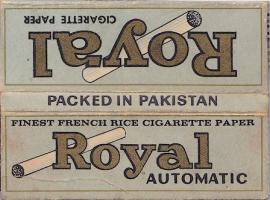 CIGARETTE PAPER
Royal
PACKED IN PAKISTAN
FINEST FRENCH RICE CIGARETTE PAPER
Royal
AUTOMATIC